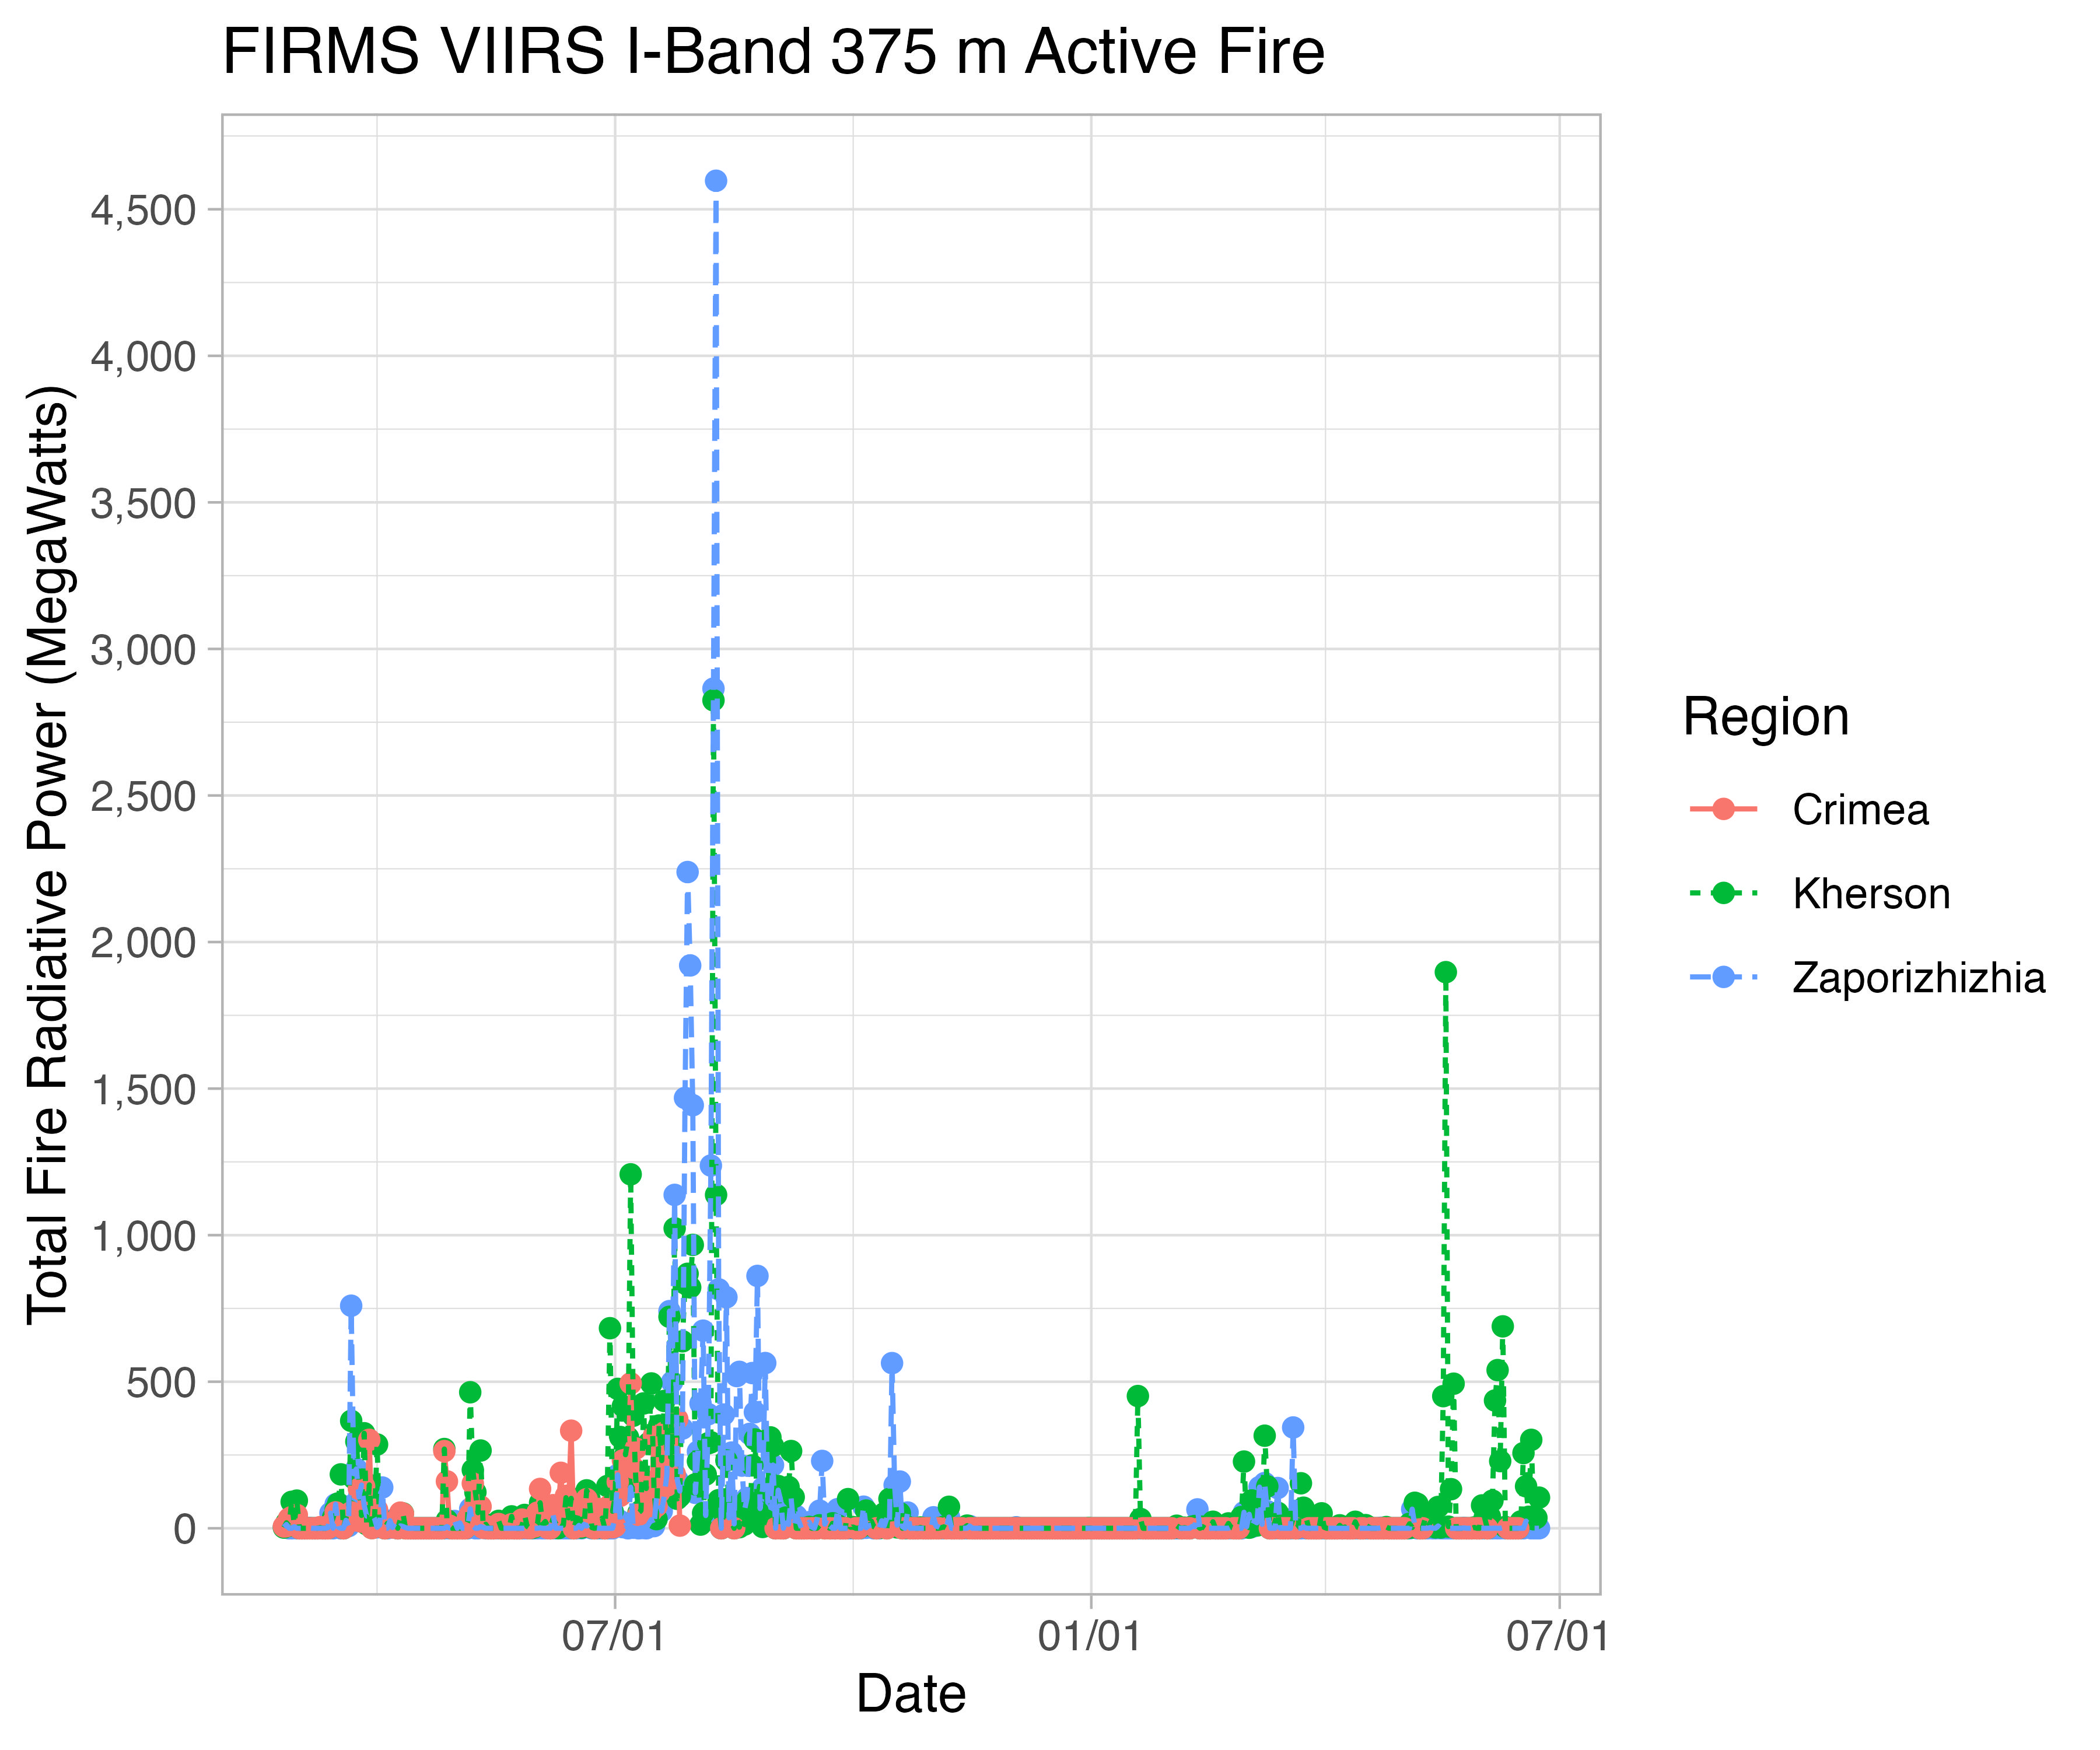 FIRMS VIIRS I-Band 375 m Active Fire
Total Fire Radiative Power (MegaWatts)
4,500
4,000
3,500
3,000
2,500
2,000
1,500
1,000
500
0
07/01
01/01
07/01
Date
Region
Crimea
Kherson
Zaporizhizhia